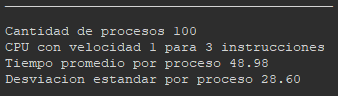 Cantidad de procesos 100
CPU con velocidad 1 para 3 instrucciones
Tiempo promedio por proceso 48.98
Desviacion estandar por proceso 28.60